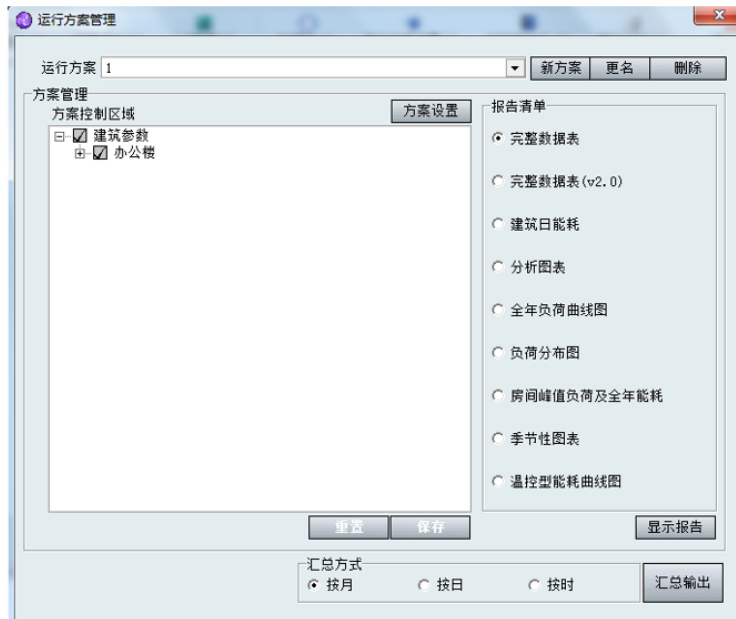 运行方案管理
运行方案 1 新方案 更名 删除
方案管理
方案控制区域 方案设置
建筑参数
办公楼
重置 保存
报告清单
完整数据表
完整数据表(v2.0)
建筑日能耗
分析图表
全年负荷曲线图
负荷分布图
房间峰值负荷及全年能耗
季节性图表
温控型能耗曲线图
显示报告
汇总方式
按月 按日 按时
汇总输出